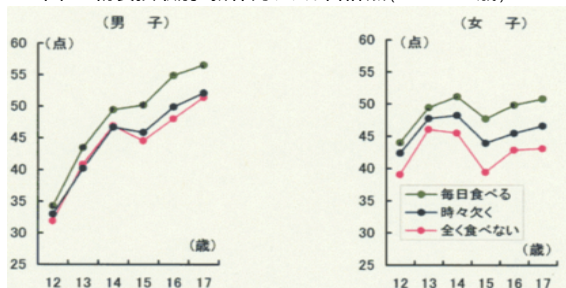 （男　子）　（女　子）
（点）　（点）
60　60
55　55
50　50
45　45
40　40
35　35
30　30
25　25
毎日食べる
時々欠く
全く食べない
（歳）　（歳）
12　13　14　15　16　17　12　13　14　15　16　17